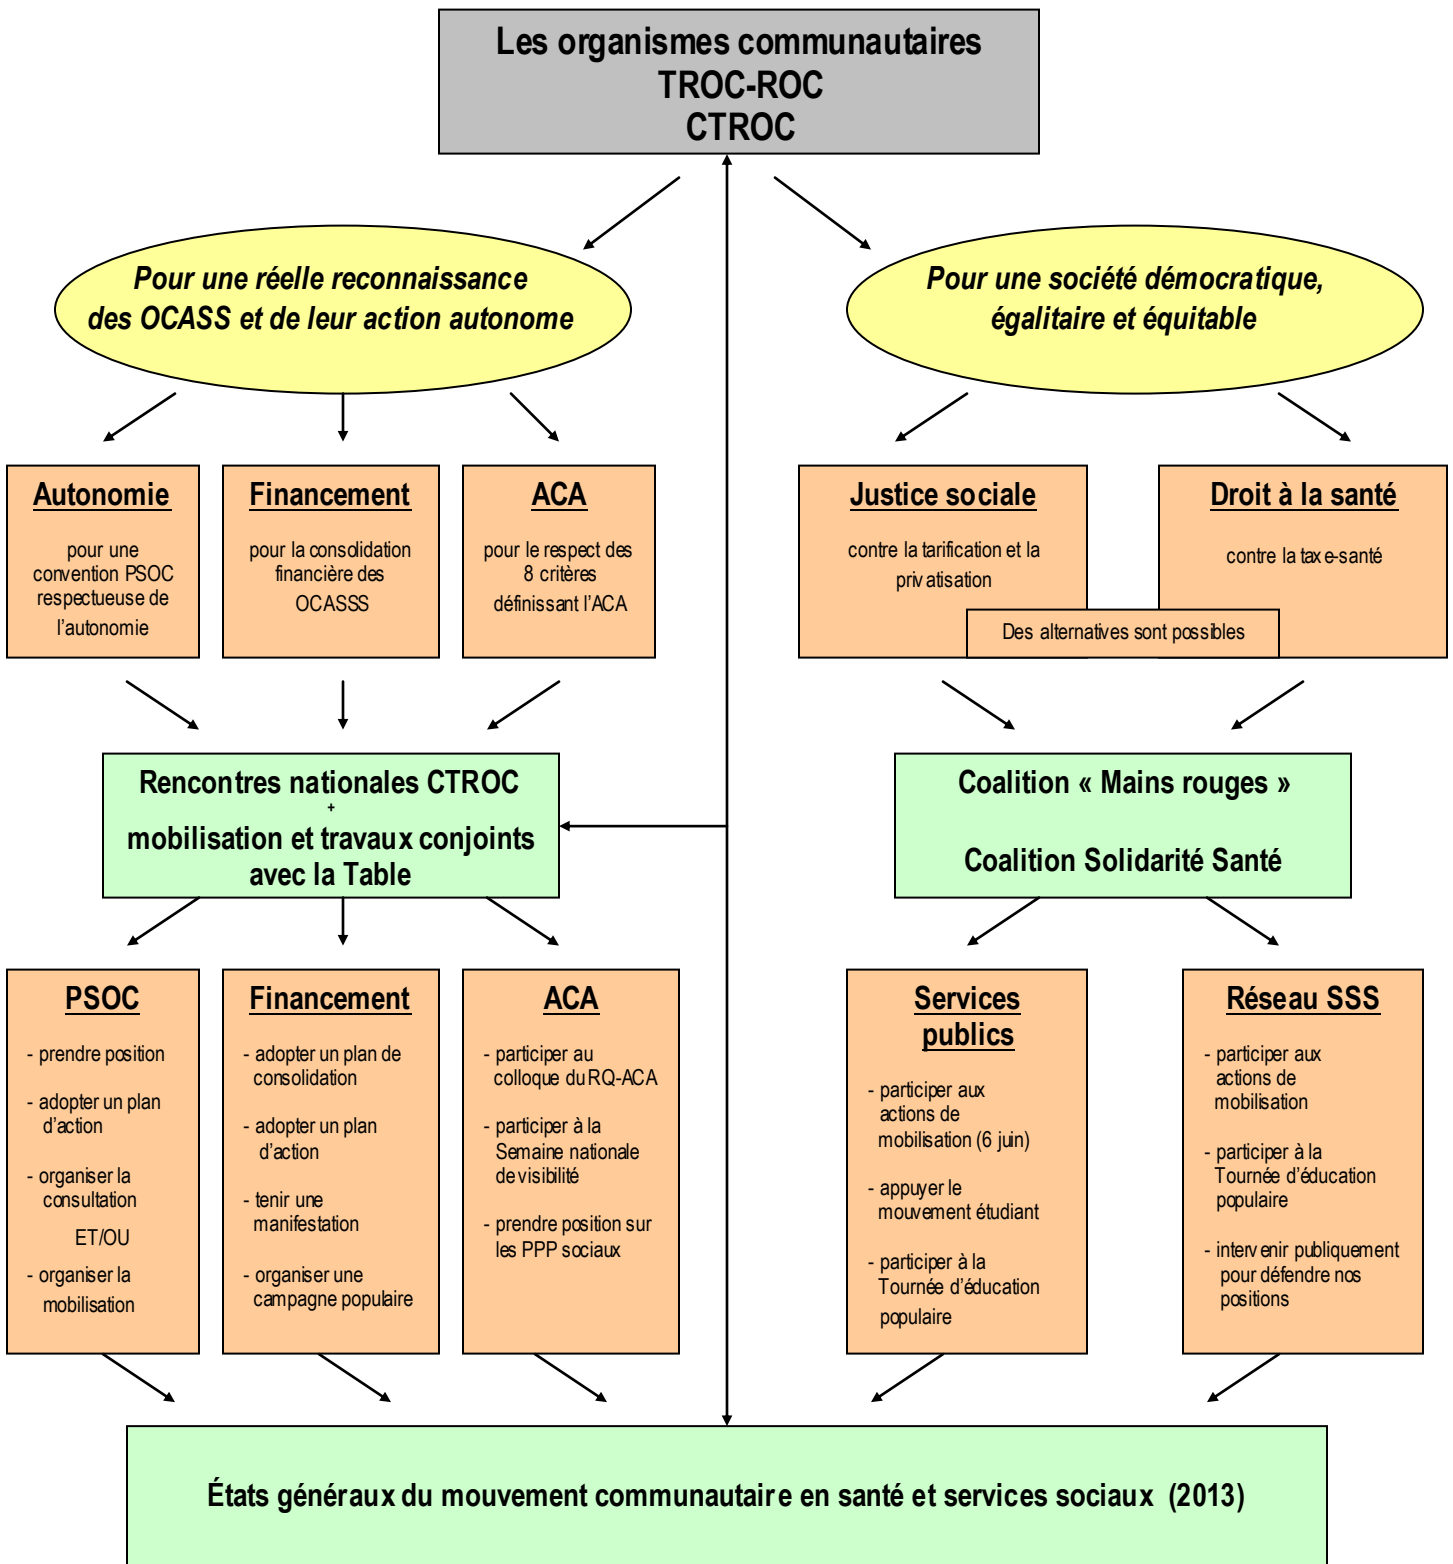 Les organismes communautaires
TROC-ROC
CTROC
Pour une réelle reconnaissance
des OCASS et de leur action autonome
Pour une société démocratique,
égalitaire et équitable
Autonomie
pour une
convention PSOC
respectueuse de
l'autonomie
Financement
pour la consolidation
financière des
OCASSS
ACA
pour le respect des
8 critères
définissant l'ACA
Justice sociale
contre la tarification et la
privatisation
Droit à la santé
contre la taxe-santé
Des alternatives sont possibles
Rencontres nationales CTROC
+
mobilisation et travaux conjoints
avec la Table
Coalition « Mains rouges »
Coalition Solidarité Santé
PSOC
- prendre position
- adopter un plan
d'action
- organiser la
consultation
ET/OU
- organiser la
mobilisation
Financement
- adopter un plan de
consolidation
- adopter un plan
d'action
- tenir une
manifestation
- organiser une
campagne populaire
ACA
- participer au
colloque du RQ-ACA
- participer à la
Semaine nationale
de visibilité
- prendre position sur
les PPP sociaux
Services
publics
- participer aux
actions de
mobilisation (6 juin)
- appuyer le
mouvement étudiant
- participer à la
Tournée d'éducation
populaire
Réseau SSS
- participer aux
actions de
mobilisation
- participer à la
Tournée d'éducation
populaire
- intervenir publiquement
pour défendre nos
positions
États généraux du mouvement communautaire en santé et services sociaux (2013)